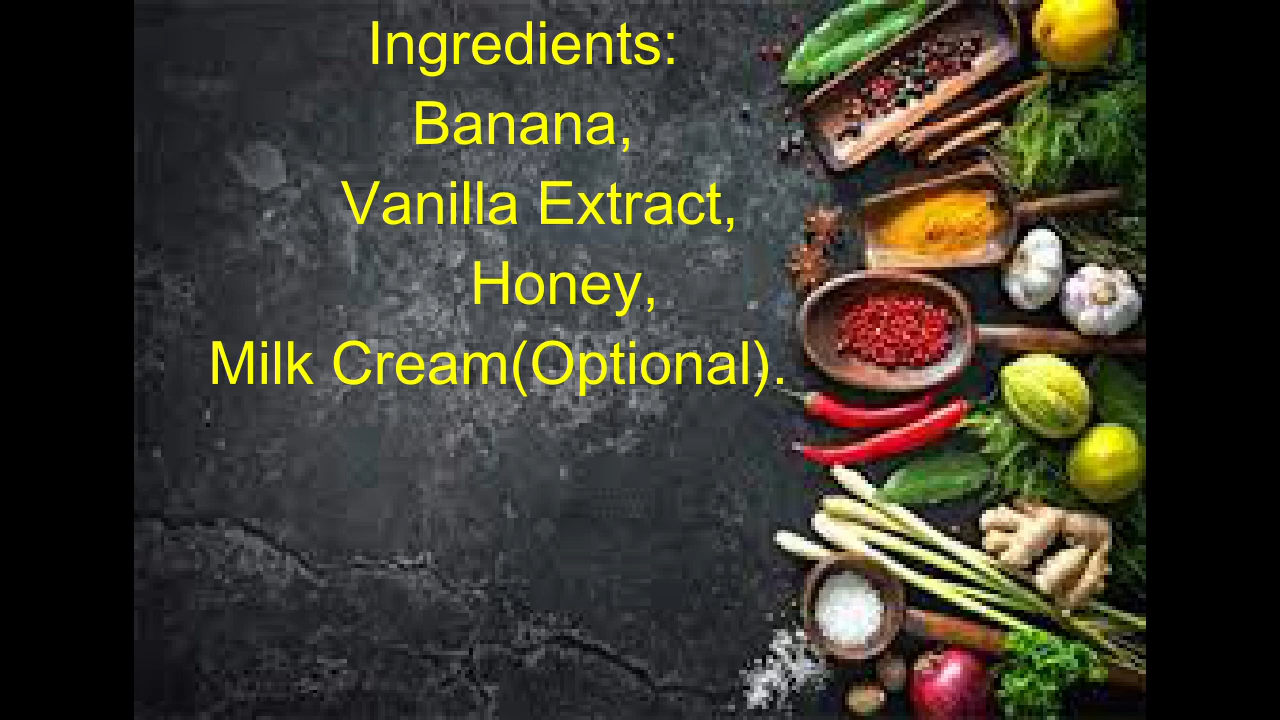 Ingredients:
Banana,
Vanilla Extract,
Honey,
Milk Cream(Optional).